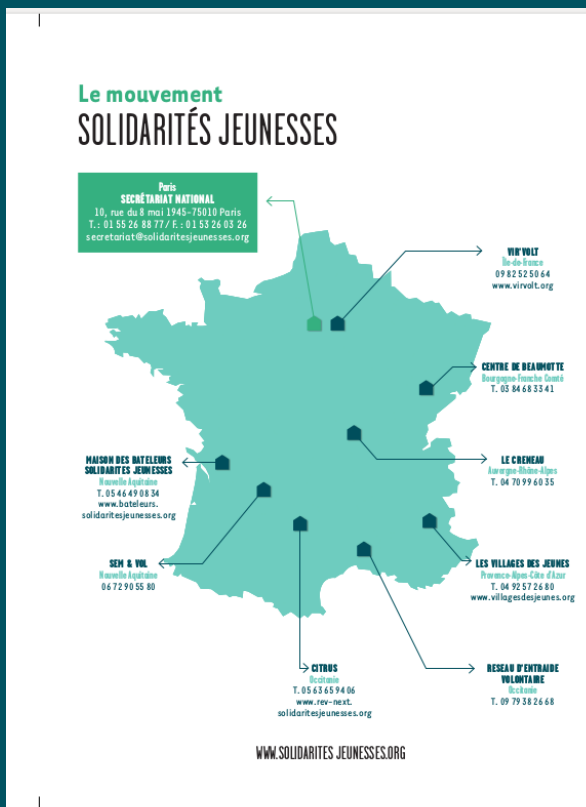 Le mouvement
SOLIDARITÉS JEUNESSES
Paris
SECRÉTARIAT NATIONAL
10, rue du 8 mai 1945-75010 Paris
T. : 01 55 26 88 77/ F. : 01 53 26 03 26
secretariat@solidaritesjeunesses.org
VIR'VOLT
Île-de-France
09 82 52 50 64
www.virvolt.org
CENTRE DE BEAUMOTTE
Bourgogne-Franche Comté
T. 03 84 68 33 41
LE CRENEAU
Auvergne-Rhône-Alpes
T. 04 70 99 60 35
MAISON DES BATELEURS
SOLIDARITES JEUNESSES
Nouvelle Aquitaine
T. 05 46 49 08 34
www.bateleurs.
solidaritesjeunesses.org
SEM & VOL
Nouvelle Aquitaine
06 72 90 55 80
LES VILLAGES DES JEUNES
Provence-Alpes-Côte d'Azur
T. 04 92 57 26 80
www.villagesdesjeunes.org
CITRUS
Occitanie
T. 05 63 65 94 06
www.rev-next.
solidaritesjeunesses.org
RESEAU D'ENTRAIDE
VOLONTAIRE
Occitanie
T. 09 79 38 26 68
WWW.SOLIDARITES JEUNESSES.ORG